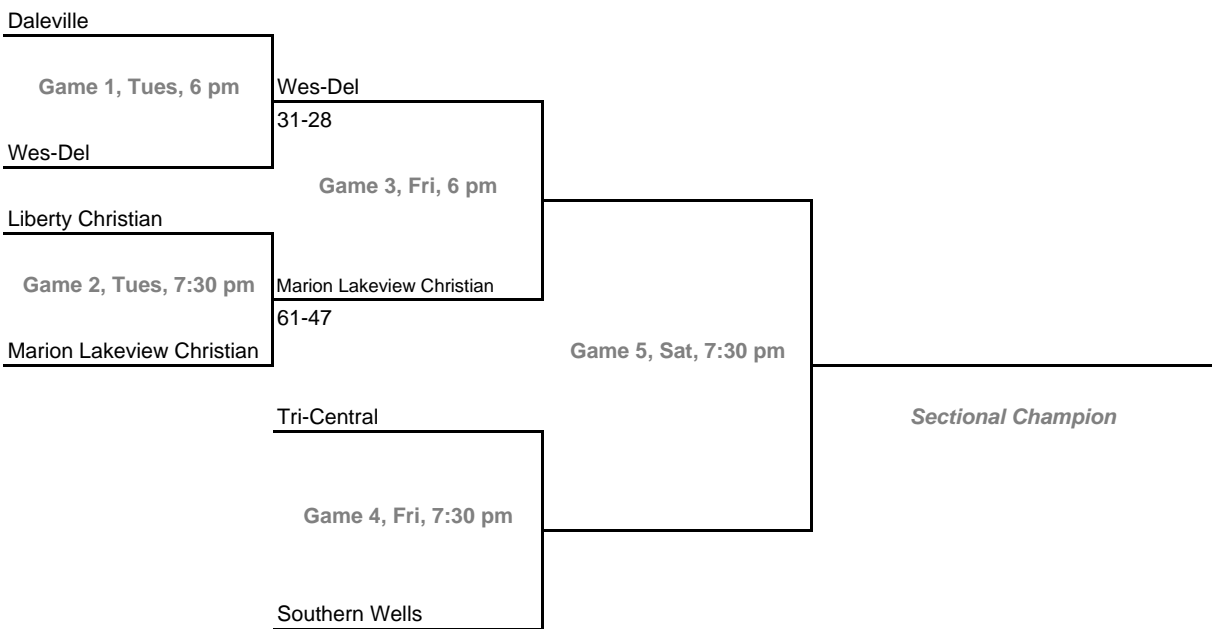 Daleville
Game 1, Tues, 6 pm
Wes-Del
31-28
Wes-Del
Game 3, Fri, 6 pm
Liberty Christian
Game 2, Tues, 7:30 pm
Marion Lakeview Christian
61-47
Marion Lakeview Christian
Game 5, Sat, 7:30 pm
Tri-Central
Sectional Champion
Game 4, Fri, 7:30 pm
Southern Wells